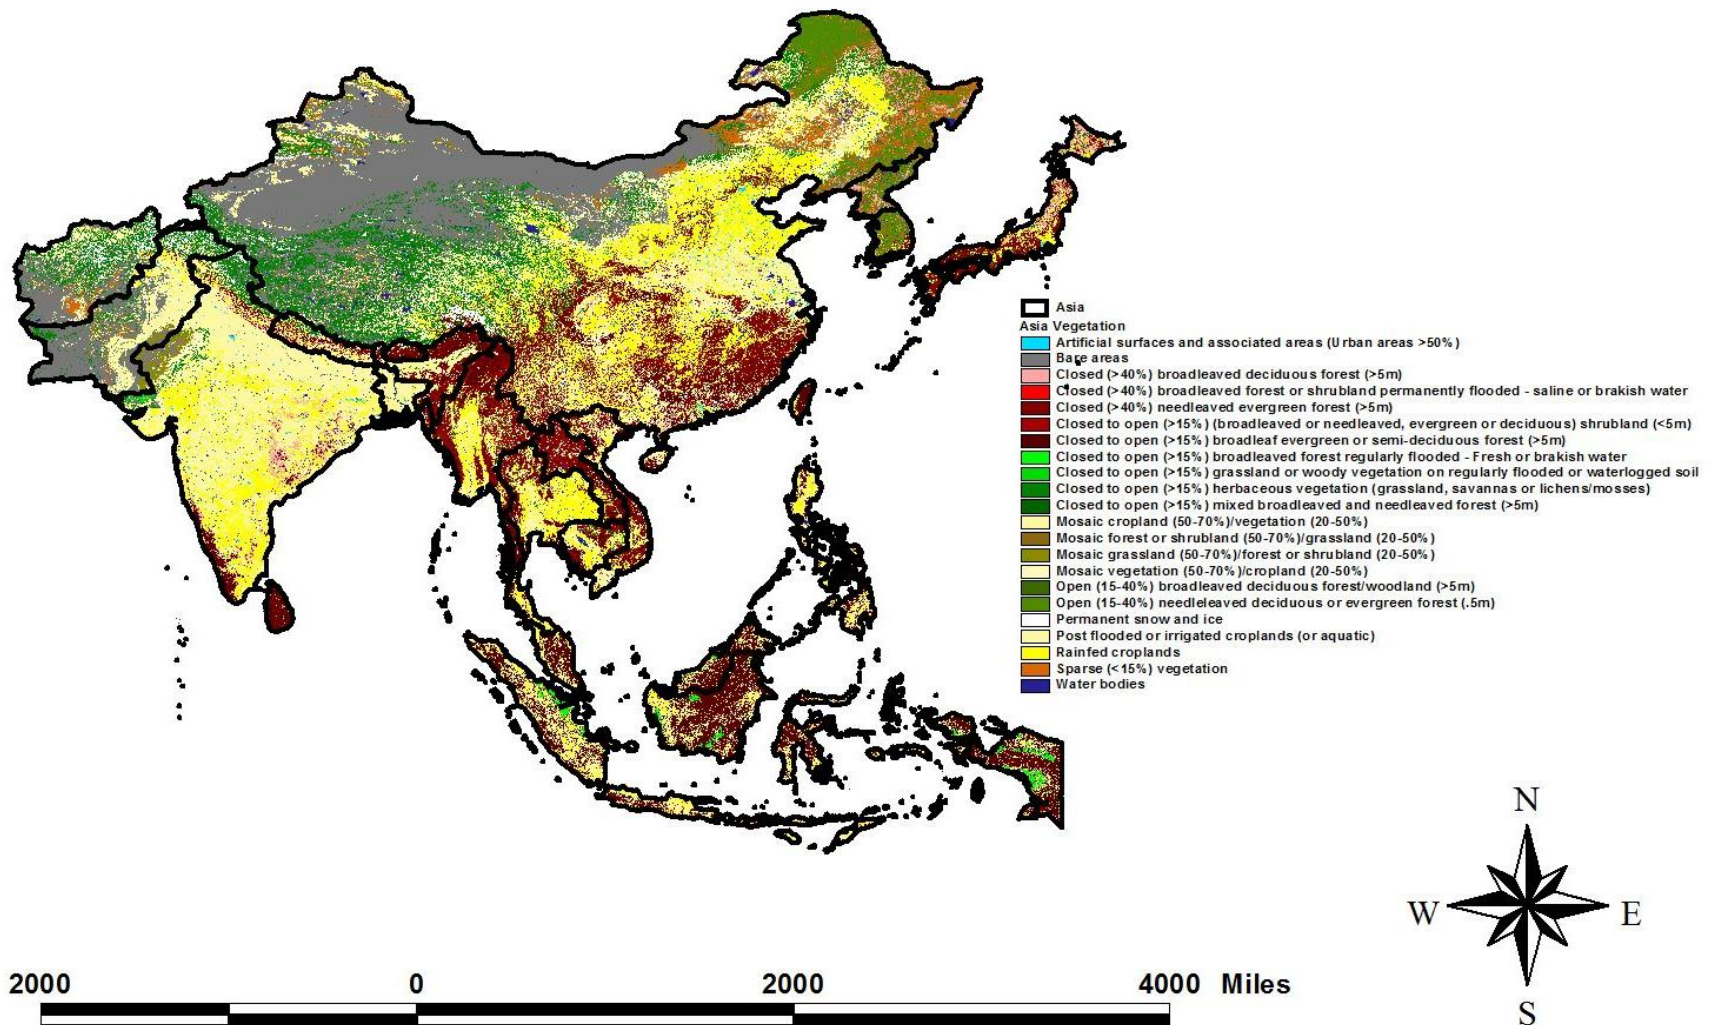 Asia
Asia Vegetation
Artificial surfaces and associated areas (Urban areas >50%)
Bare areas
Closed (>40%) broadleaved deciduous forest (>5m)
Closed (>40%) broadleaved forest or shrubland permanently flooded - saline or brakish water
Closed (>40%) needleaved evergreen forest (>5m)
Closed to open (>15%) (broadleaved or needleaved, evergreen or deciduous) shrubland (<5m)
Closed to open (>15%) broadleaf evergreen or semi-deciduous forest (>5m)
Closed to open (>15%) broadleaved forest regularly flooded - Fresh or brakish water
Closed to open (>15%) grassland or woody vegetation on regularly flooded or waterlogged soil
Closed to open (>15%) herbaceous vegetation (grassland, savannas or lichens/mosses)
Closed to open (>15%) mixed broadleaved and needleaved forest (>5m)
Mosaic cropland (50-70%)/vegetation (20-50%)
Mosaic forest or shrubland (50-70%)/grassland (20-50%)
Mosaic grassland (50-70%)/forest or shrubland (20-50%)
Mosaic vegetation (50-70%)/cropland (20-50%)
Open (15-40%) broadleaved deciduous forest/woodland (>5m)
Open (15-40%) needleleaved deciduous or evergreen forest (.5m)
Permanent snow and ice
Post flooded or irrigated croplands (or aquatic)
Rainfed croplands
Sparse (<15%) vegetation
Water bodies
N
W E
S
2000 0 2000 4000 Miles